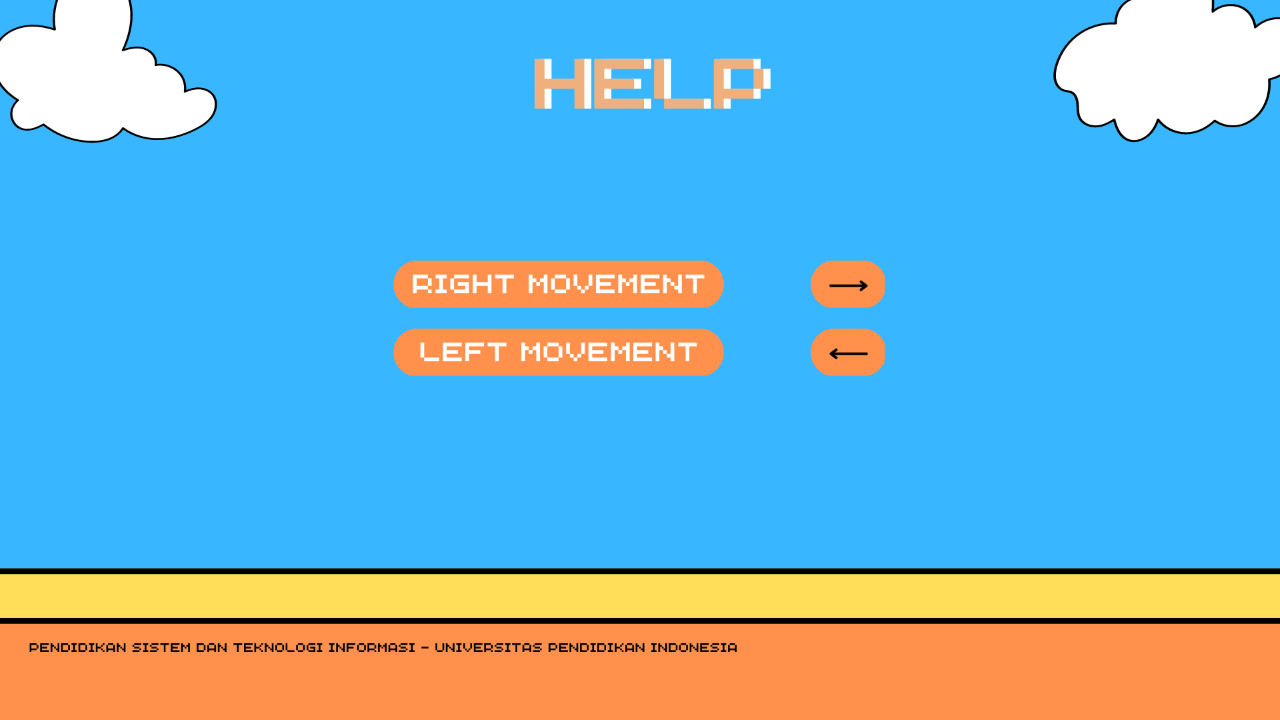 HELP
RIGHT MOVEMENT →
LEFT MOVEMENT ←
PENDIDIKAN SISTEM DAN TEKNOLOGI INFORMASI - UNIVERSITAS PENDIDIKAN INDONESIA